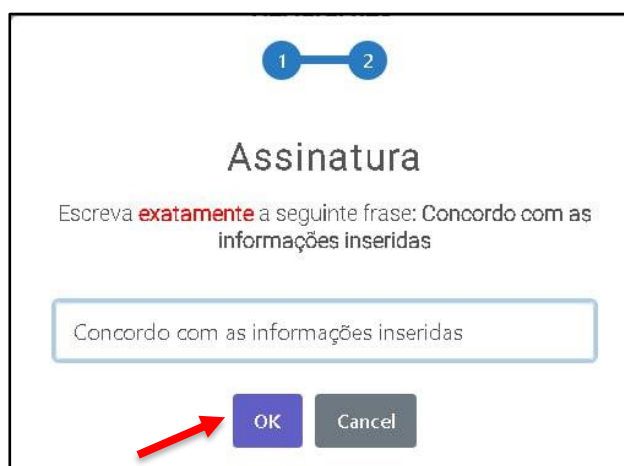 1 2
Assinatura
Escreva exatamente a seguinte frase: Concordo com as
informações inseridas
Concordo com as informações inseridas
OK Cancel